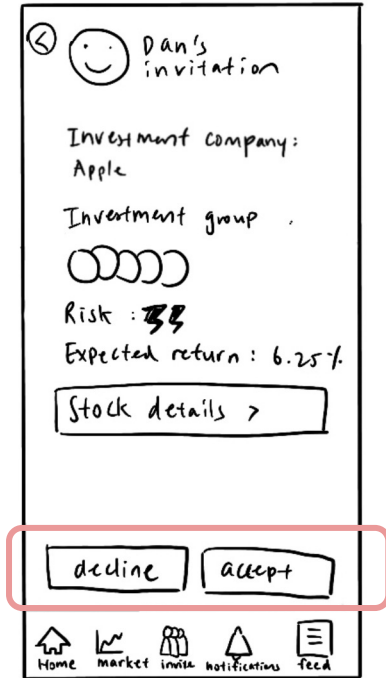 Dan's
invitation
Investment company:
Apple
Investment group
Risk :
Expected return : 6.25%
Stock details >
decline
accept
Home market invite notifications feed